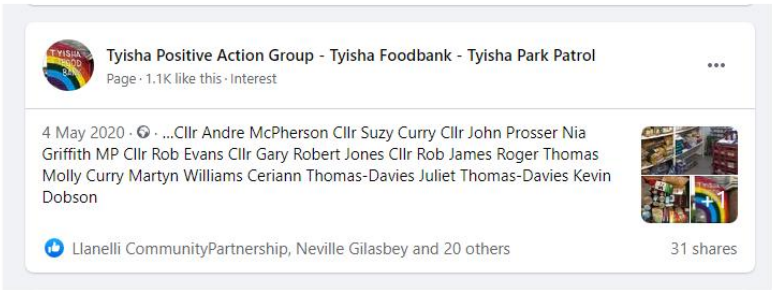 TYISHA
FOOD
BANK
Tyisha Positive Action Group - Tyisha Foodbank - Tyisha Park Patrol
Page · 1.1K like this · Interest
4 May 2020 · ...Cllr Andre McPherson Cllr Suzy Curry Cllr John Prosser Nia
Griffith MP Cllr Rob Evans Cllr Gary Robert Jones Cllr Rob James Roger Thomas
Molly Curry Martyn Williams Ceriann Thomas-Davies Juliet Thomas-Davies Kevin
Dobson
+1
Llanelli CommunityPartnership, Neville Gilasbey and 20 others
31 shares